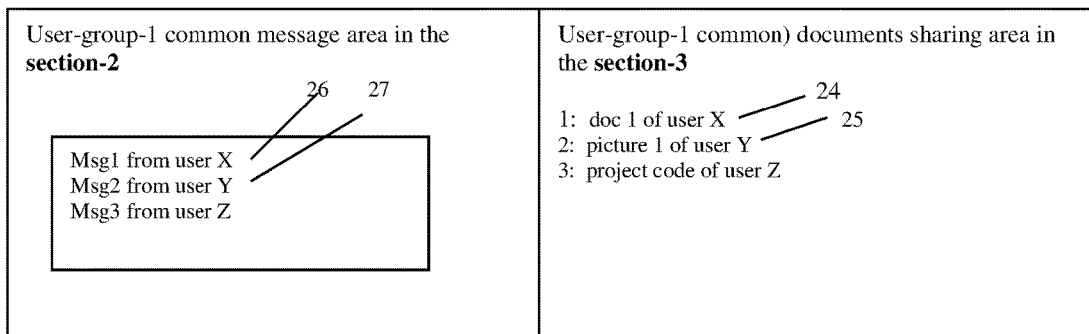 User-group-1 common message area in the
section-2
26 27
Msg1 from user X
Msg2 from user Y
Msg3 from user Z
User-group-1 common) documents sharing area in
the section-3
24
1: doc 1 of user X
25
2: picture 1 of user Y
3: project code of user Z